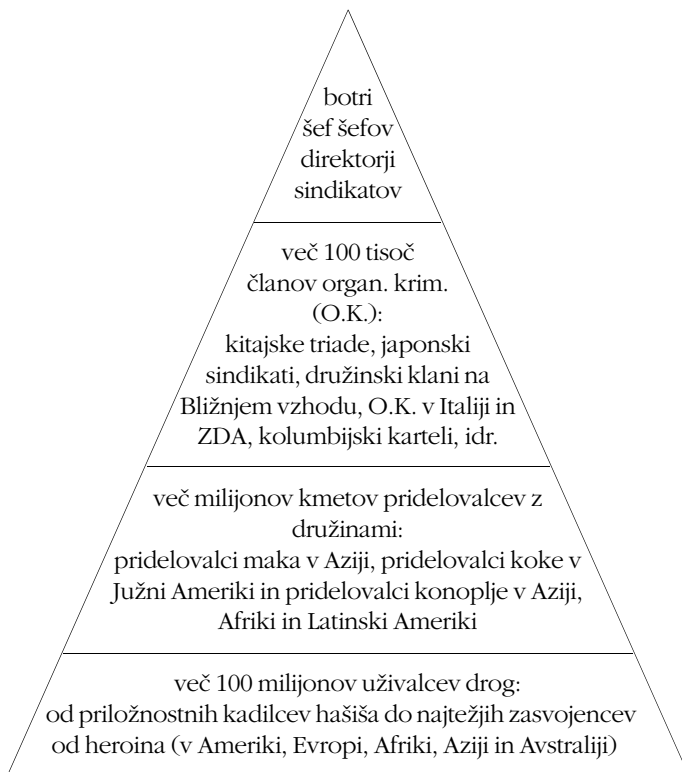 botri
šef šefov
direktorji
sindikatov
več 100 tisoč
članov organ. krim.
(O.K.):
kitajske triade, japonski
sindikati, družinski klani na
Bližnjem vzhodu, O.K. v Italiji in
ZDA, kolumbijski karteli, idr.
več milijonov kmetov pridelovalcev z
družinami:
pridelovalci maka v Aziji, pridelovalci koke v
Južni Ameriki in pridelovalci konoplje v Aziji,
Afriki in Latinski Ameriki
več 100 milijonov uživalcev drog:
od priložnostnih kadilcev hašiša do najtežjih zasvojencev
od heroina (v Ameriki, Evropi, Afriki, Aziji in Avstraliji)